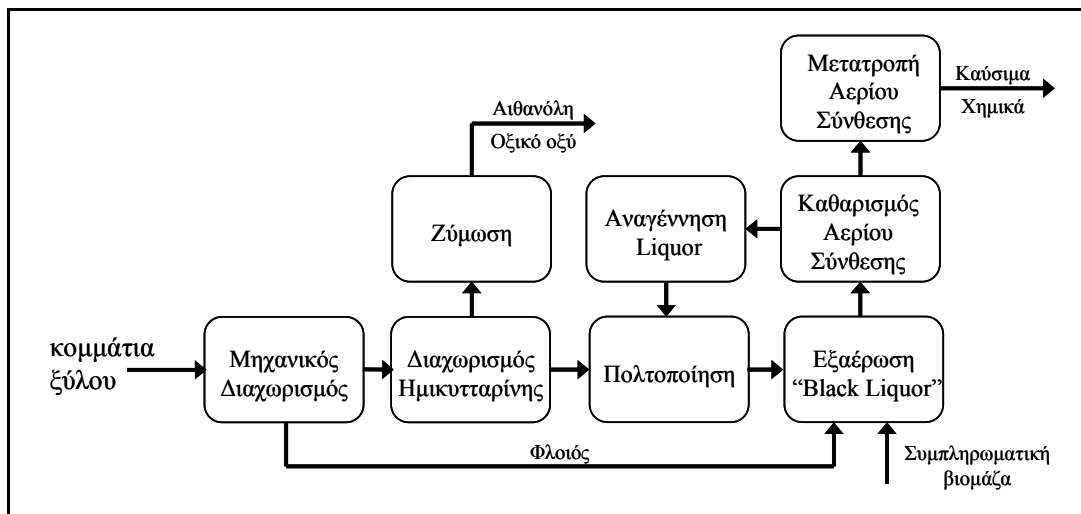 Μετατροπή
Αερίου
Σύνθεσης
Καύσιμα
Χημικά
Αιθανόλη
Οξικό οξύ
Ζύμωση
Αναγέννηση
Liquor
Καθαρισμός
Αερίου
Σύνθεσης
κομμάτια
ξύλου
Μηχανικός
Διαχωρισμός
Διαχωρισμός
Ημικυτταρίνης
Πολτοποίηση
Εξαέρωση
“Black Liquor”
Φλοιός
Συμπληρωματική
βιομάζα